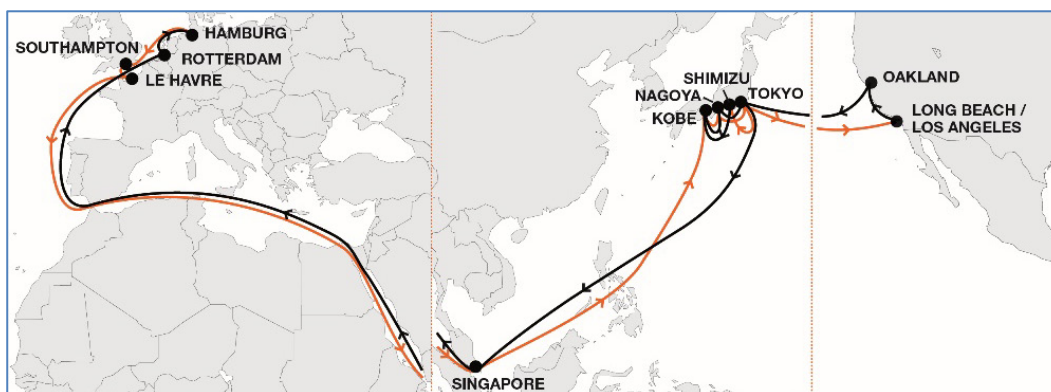 HAMBURG
SOUTHAMPTON
ROTTERDAM
LE HAVRE
SHIMIZU
NAGOYA
TOKYO
KOBE
OAKLAND
LONG BEACH /
LOS ANGELES
SINGAPORE